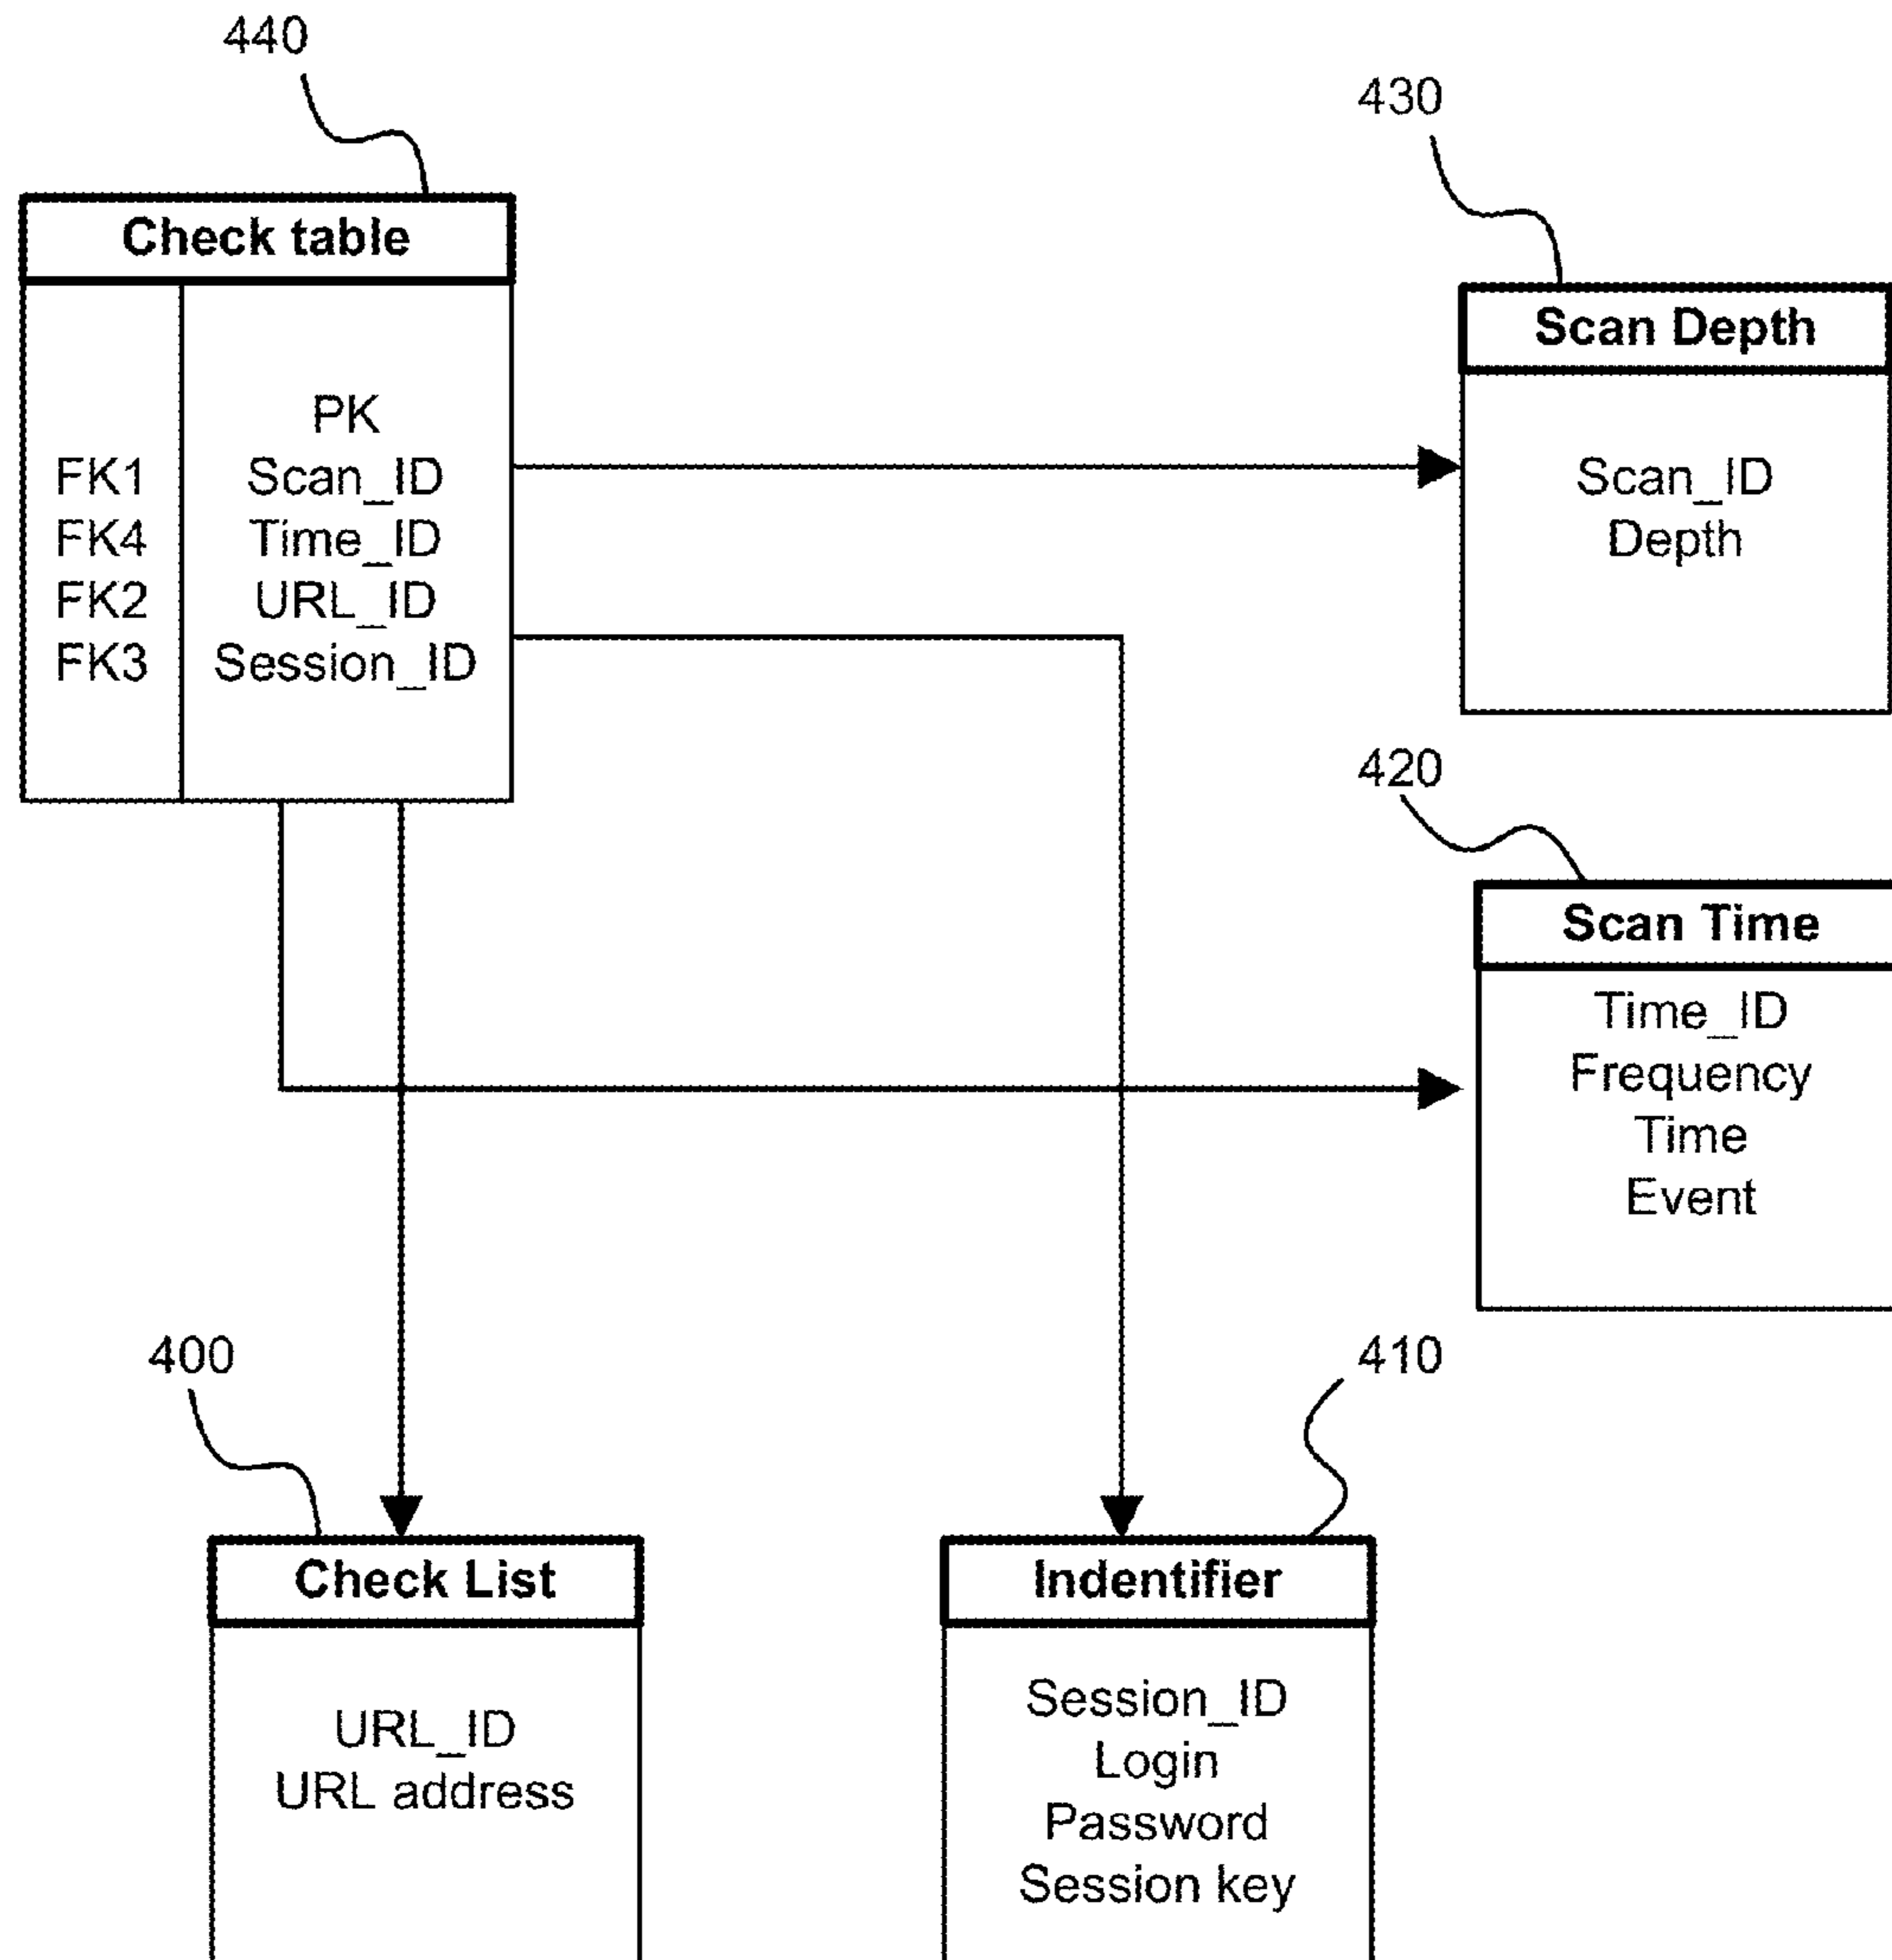 440
Check table
PK
FK1 Scan_ID
FK4 Time_ID
FK2 URL_ID
FK3 Session_ID
430
Scan Depth
Scan_ID
Depth
420
Scan Time
Time_ID
Frequency
Time
Event
400
Check List
URL_ID
URL address
410
Indentifier
Session_ID
Login
Password
Session key